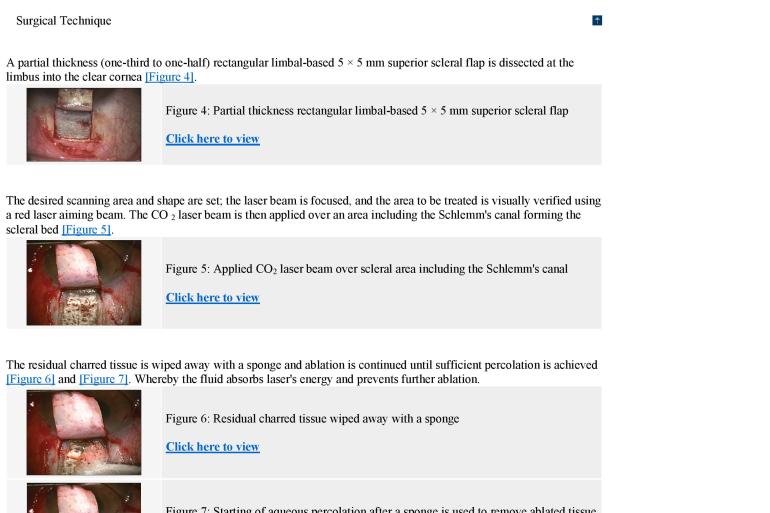 Surgical Technique
A partial thickness (one-third to one-half) rectangular limbal-based 5 × 5 mm superior scleral flap is dissected at the
limbus into the clear cornea [Figure 4].
Figure 4: Partial thickness rectangular limbal-based 5 × 5 mm superior scleral flap
Click here to view
The desired scanning area and shape are set; the laser beam is focused, and the area to be treated is visually verified using
a red laser aiming beam. The CO 2 laser beam is then applied over an area including the Schlemm's canal forming the
scleral bed [Figure 5].
Figure 5: Applied CO2 laser beam over scleral area including the Schlemm's canal
Click here to view
The residual charred tissue is wiped away with a sponge and ablation is continued until sufficient percolation is achieved
[Figure 6] and [Figure 7]. Whereby the fluid absorbs laser's energy and prevents further ablation.
Figure 6: Residual charred tissue wiped away with a sponge
Click here to view
Figure 7: Starting of aqueous percolation after a sponge is used to remove ablated tissue